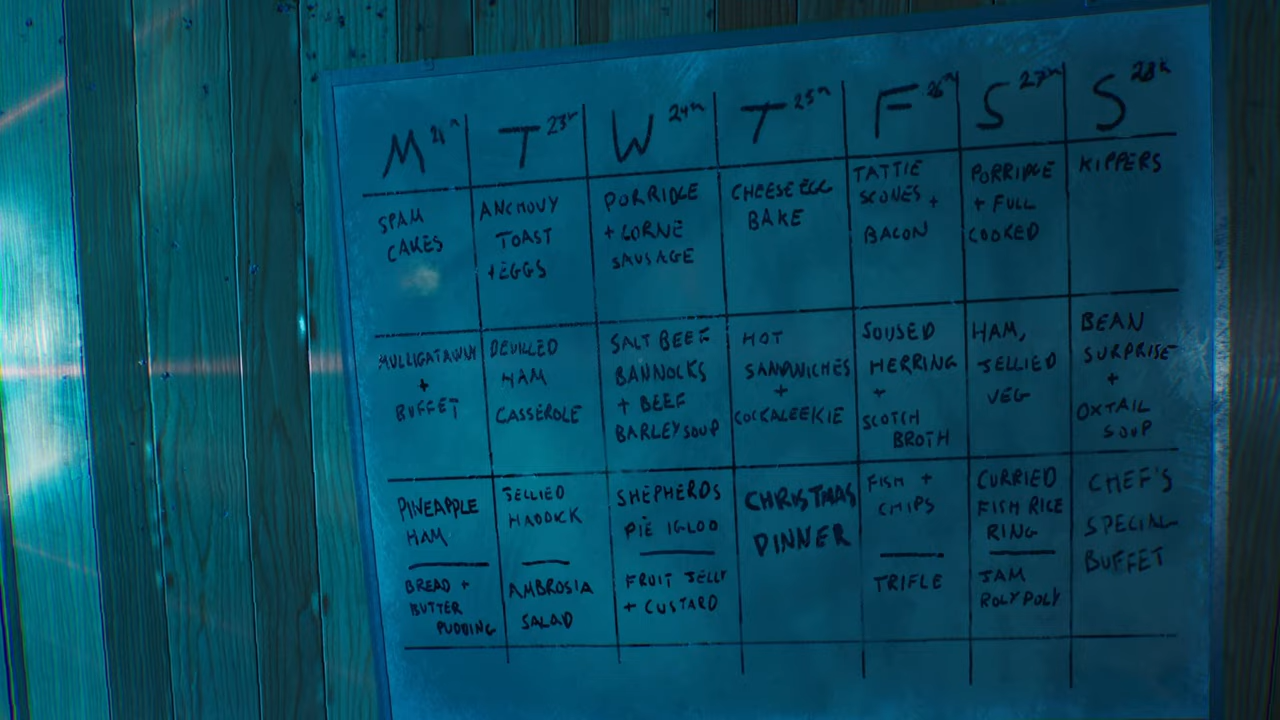 M T 23rd W 24th T 25th F 26th S 27th S 28th
SPAM
CAKES
ANCHOVY
TOAST
+EGGS
PORRIDGE
+ LORNE
SAUSAGE
CHEESE EGG
BAKE
TATTIE
SCONES +
BACON
PORRIDGE
+ FULL
COOKED
KIPPERS
MULLIGATAWNY
+
BUFFET
DEVILLED
HAM
CASSEROLE
SALT BEEF
BANNOCKS
+ BEEF
BARLEY SOUP
HOT
SANDWICHES
+
COCKALEEKIE
SOUSED
HERRING
+
SCOTCH
BROTH
HAM,
JELLIED
VEG
BEAN
SURPRISE
+
OXTAIL
SOUP
PINEAPPLE
HAM
BREAD +
BUTTER
PUDDING
JELLIED
HADDICK
AMBROSIA
SALAD
SHEPHERDS
PIE IGLOO
FRUIT JELLY
+ CUSTARD
CHRISTMAS
DINNER
FISH +
CHIPS
TRIFLE
CURRIED
FISH RICE
RING
JAM
ROLY POLY
CHEF'S
SPECIAL
BUFFET